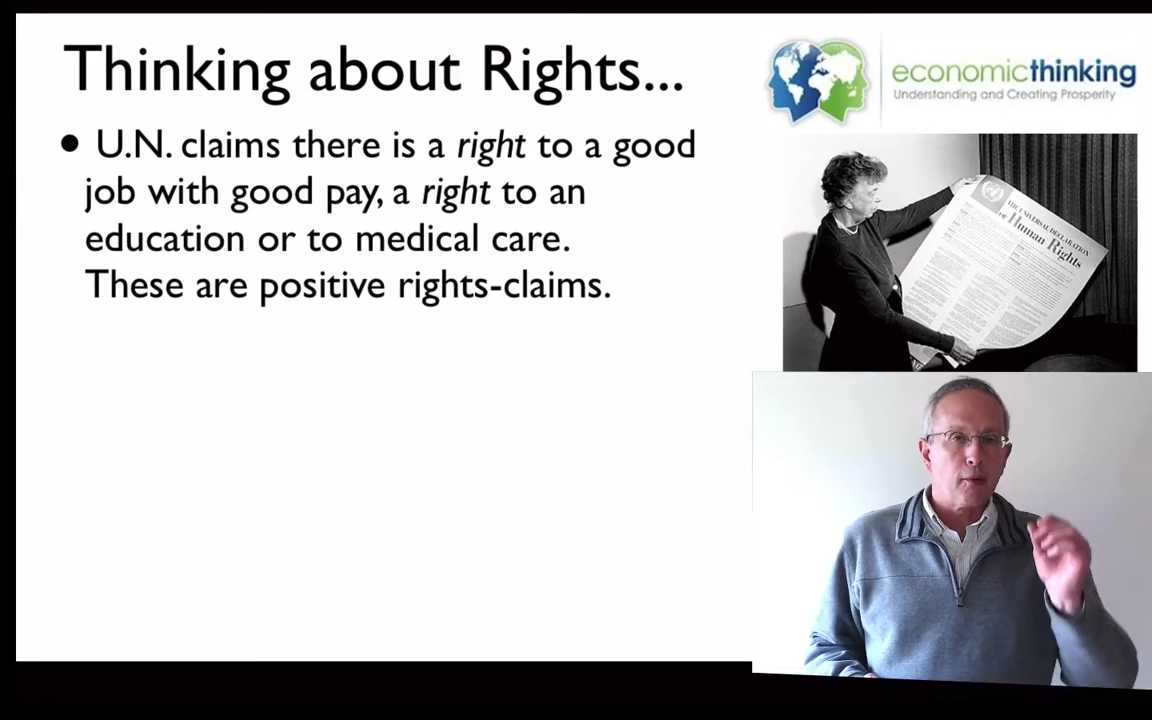 Thinking about Rights...
economicthinking
Understanding and Creating Prosperity
• U.N. claims there is a right to a good
job with good pay, a right to an
education or to medical care.
These are positive rights-claims.
THE UNIVERSAL DECLARATION
OF Human Rights